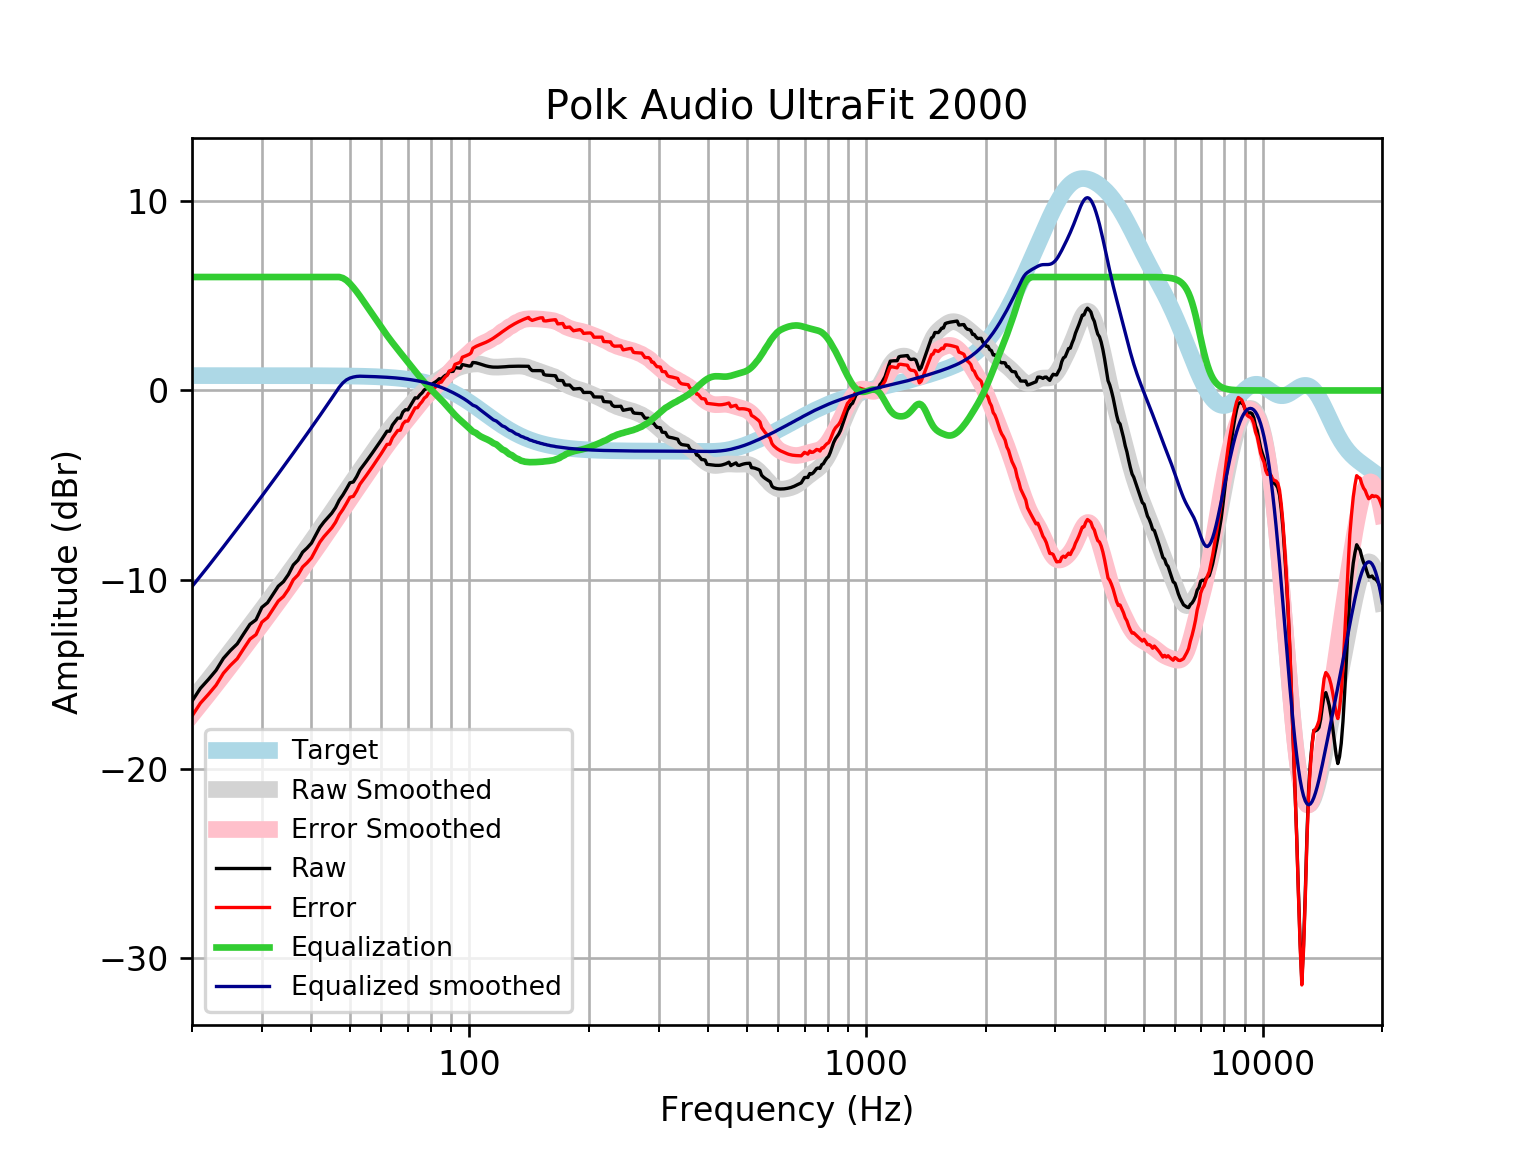 Polk Audio UltraFit 2000
Amplitude (dBr)
10
0
−10
−20
−30
Target
Raw Smoothed
Error Smoothed
Raw
Error
Equalization
Equalized smoothed
100 1000 10000
Frequency (Hz)